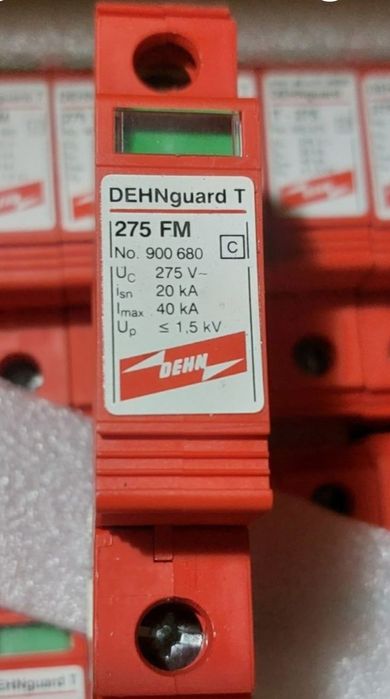 DEHNguard T
275 FM
No. 900 680 C
UC 275 V~
isn 20 kA
Imax 40 kA
Up ≤ 1,5 kV
DEHN
EHNguard T